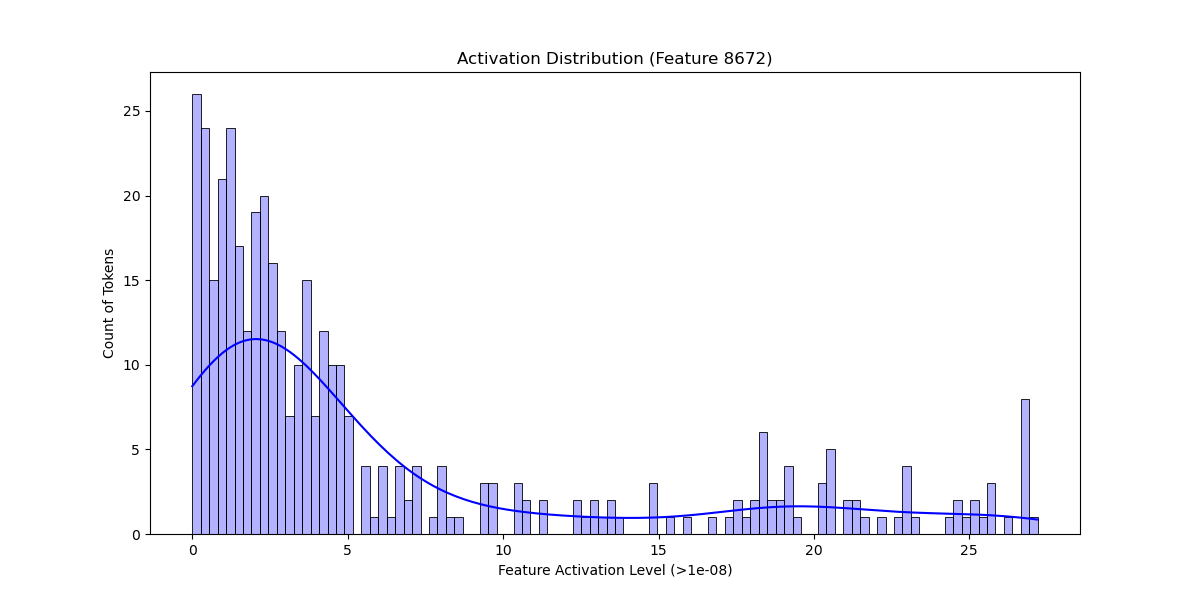 Activation Distribution (Feature 8672)
25
20
15
10
5
0
Count of Tokens
0 5 10 15 20 25
Feature Activation Level (>1e-08)